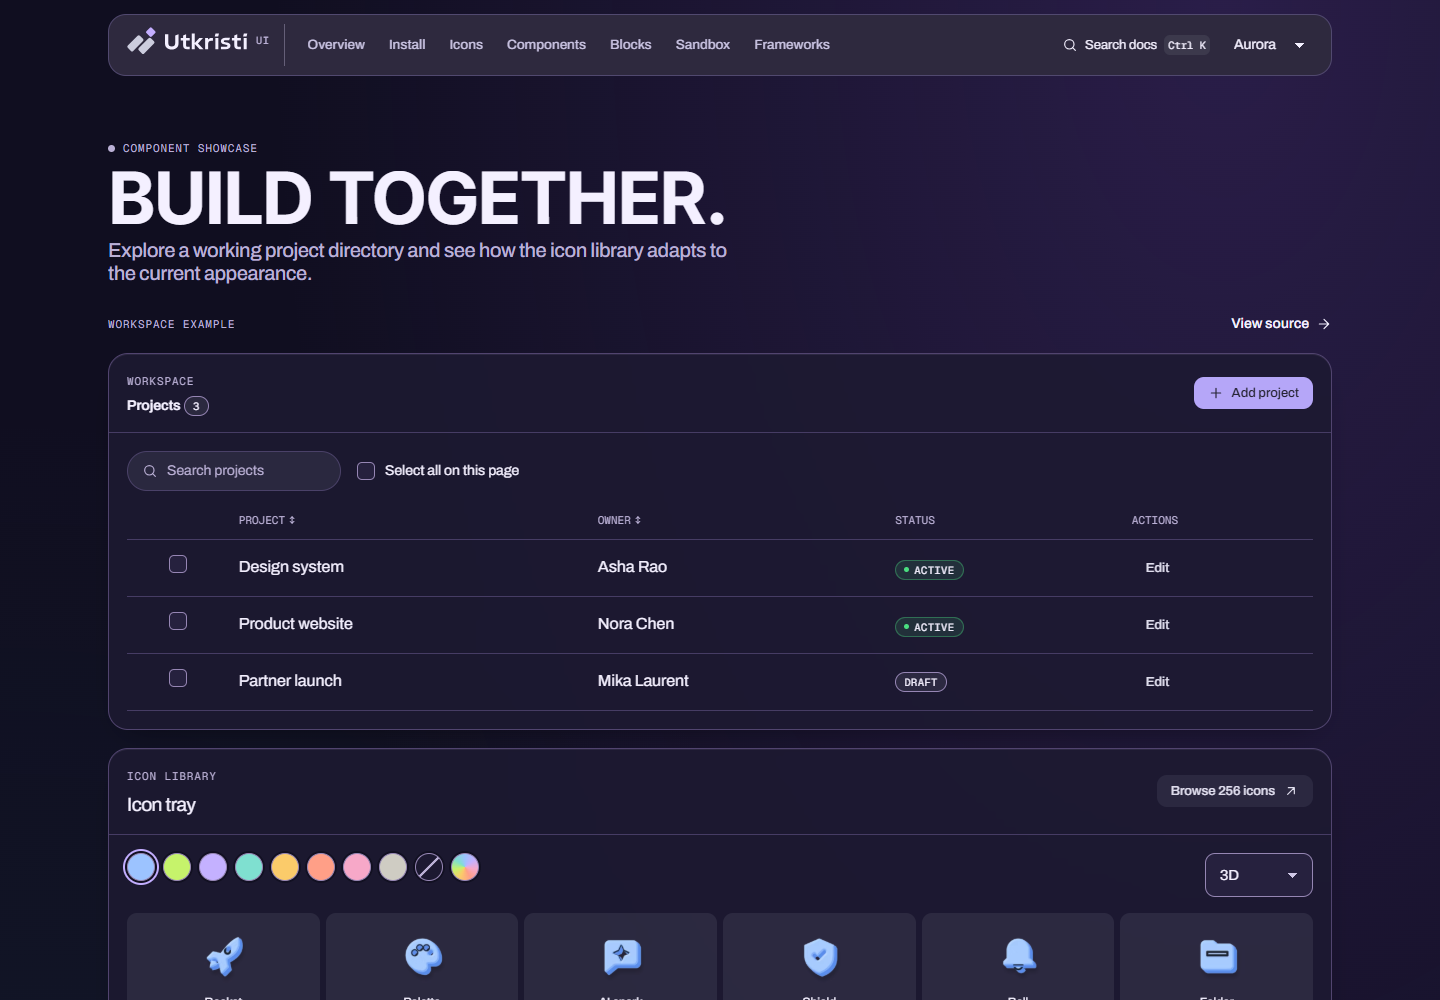 Utkristi UI
Overview Install Icons Components Blocks Sandbox Frameworks
Search docs Ctrl K Aurora
COMPONENT SHOWCASE
BUILD TOGETHER.
Explore a working project directory and see how the icon library adapts to
the current appearance.
WORKSPACE EXAMPLE
View source
WORKSPACE
Projects 3
Add project
Search projects
Select all on this page
PROJECT OWNER STATUS ACTIONS
Design system Asha Rao ACTIVE Edit
Product website Nora Chen ACTIVE Edit
Partner launch Mika Laurent DRAFT Edit
ICON LIBRARY
Icon tray
Browse 256 icons
3D